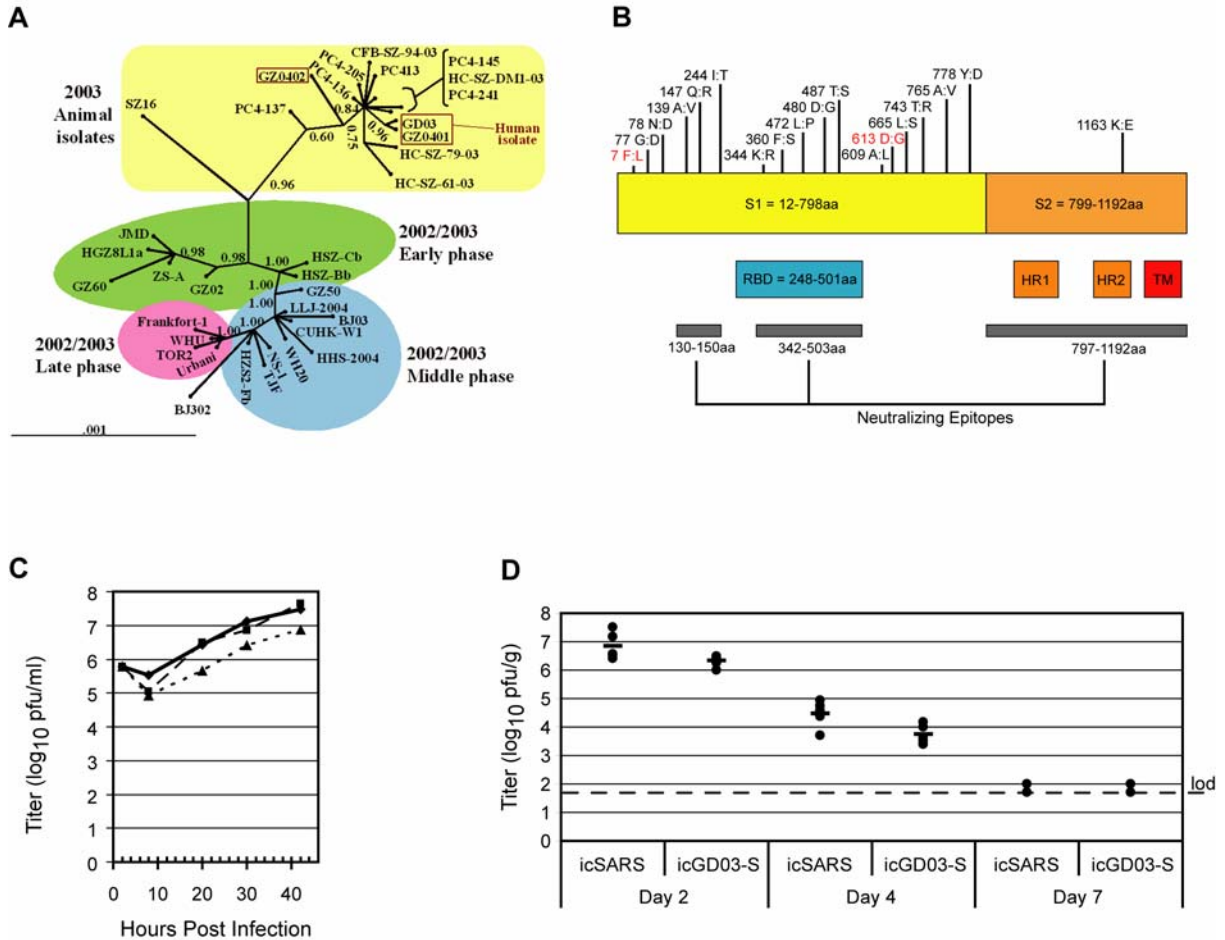 A
2003
Animal
isolates
SZ16
GZ0402
PC4-137
PC4-136
PC4-205
CFB-SZ-94-03
PC413
PC4-145
HC-SZ-DM1-03
PC4-241
0.84
0.96
GD03
GZ0401
Human
isolate
0.60
0.75
HC-SZ-79-03
HC-SZ-61-03
0.96
JMD
HGZ8L1a
GZ60
ZS-A
0.98
GZ02
0.98
1.00
HSZ-Cb
HSZ-Bb
2002/2003
Early phase
1.00
GZ50
1.00
LLJ-2004
BJ03
CUHK-W1
HHS-2004
1.00
WH20
NS-1
TJF
HZS2-Fb
2002/2003
Middle phase
Frankfort-1
1.00
WHU
TOR2
Urbani
2002/2003
Late phase
BJ302
.001
B
7 F:L
77 G:D
78 N:D
139 A:V
147 Q:R
244 I:T
344 K:R
360 F:S
472 L:P
480 D:G
487 T:S
609 A:L
613 D:G
665 L:S
743 T:R
765 A:V
778 Y:D
1163 K:E
S1 = 12-798aa
S2 = 799-1192aa
RBD = 248-501aa
HR1
HR2
TM
130-150aa
342-503aa
797-1192aa
Neutralizing Epitopes
C
Titer (log10 pfu/ml)
8
7
6
5
4
3
2
1
0
0 10 20 30 40
Hours Post Infection
D
Titer (log10 pfu/g)
8
7
6
5
4
3
2
1
0
lod
icSARS icGD03-S icSARS icGD03-S icSARS icGD03-S
Day 2 Day 4 Day 7